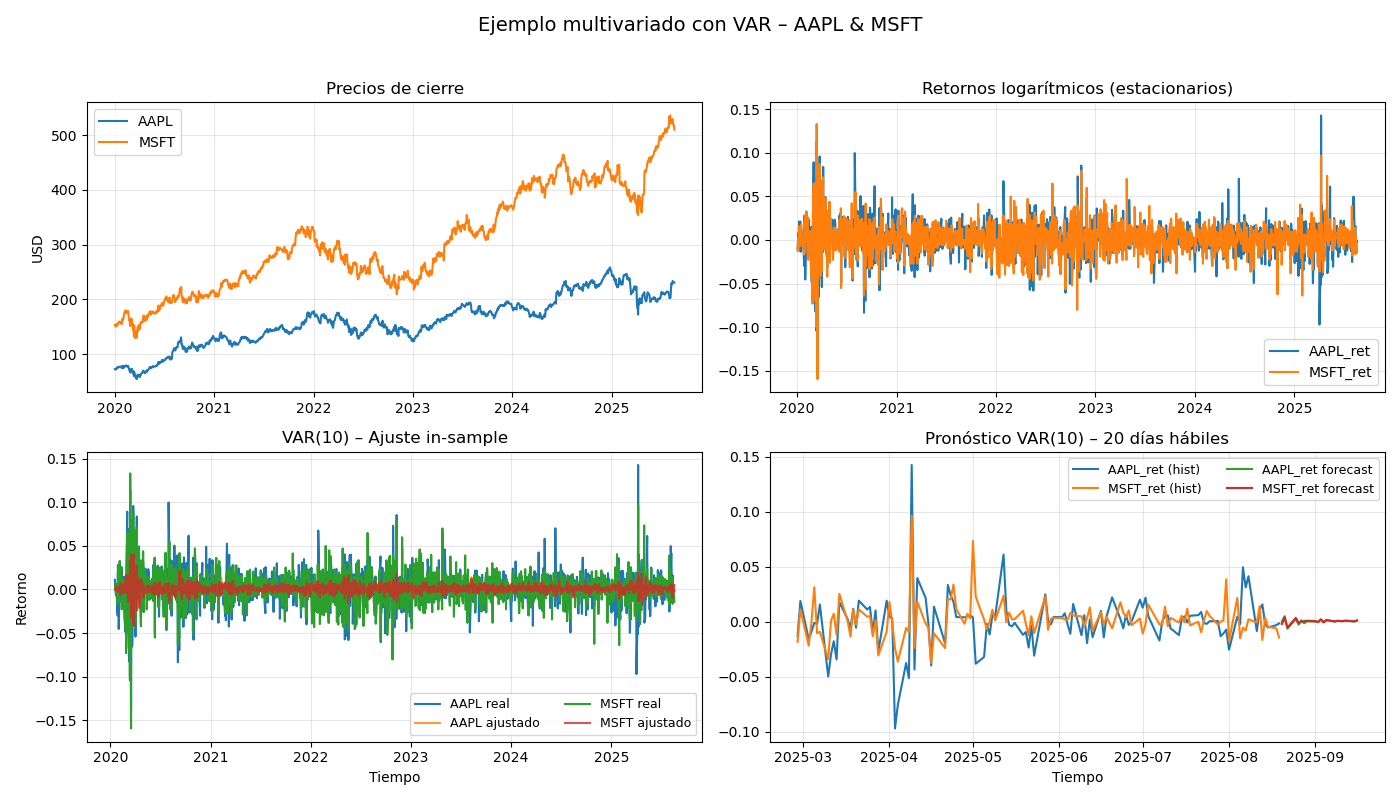 Ejemplo multivariado con VAR – AAPL & MSFT
Precios de cierre
USD
500
400
300
200
100
AAPL
MSFT
2020 2021 2022 2023 2024 2025
Retornos logarítmicos (estacionarios)
0.15
0.10
0.05
0.00
−0.05
−0.10
−0.15
AAPL_ret
MSFT_ret
2020 2021 2022 2023 2024 2025
VAR(10) – Ajuste in-sample
Retorno
0.15
0.10
0.05
0.00
−0.05
−0.10
−0.15
AAPL real MSFT real
AAPL ajustado MSFT ajustado
2020 2021 2022 2023 2024 2025
Tiempo
Pronóstico VAR(10) – 20 días hábiles
0.15
0.10
0.05
0.00
−0.05
−0.10
AAPL_ret (hist) AAPL_ret forecast
MSFT_ret (hist) MSFT_ret forecast
2025-03 2025-04 2025-05 2025-06 2025-07 2025-08 2025-09
Tiempo